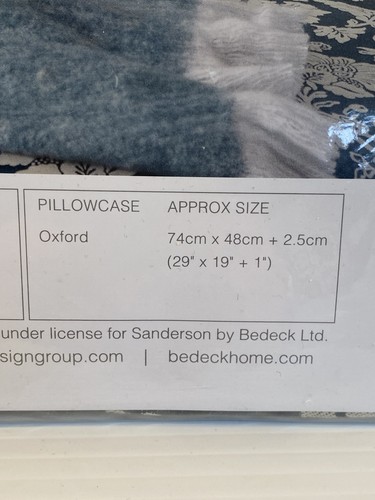 PILLOWCASE APPROX SIZE
Oxford 74cm x 48cm + 2.5cm
(29" x 19" + 1")
under license for Sanderson by Bedeck Ltd.
signgroup.com | bedeckhome.com